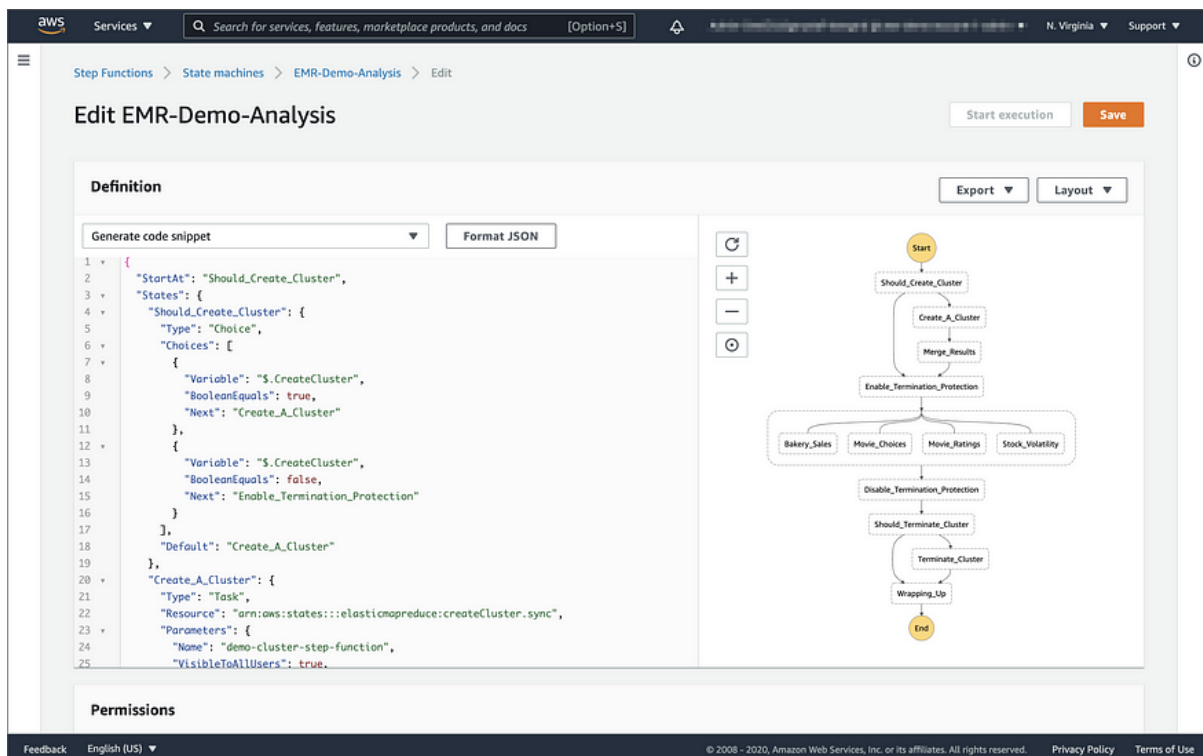 aws
Services ▼
Search for services, features, marketplace products, and docs [Option+S]
N. Virginia ▼
Support ▼
Step Functions > State machines > EMR-Demo-Analysis > Edit
Edit EMR-Demo-Analysis
Start execution
Save
Definition
Export ▼
Layout ▼
Generate code snippet ▼
Format JSON
1 {
2 "StartAt": "Should_Create_Cluster",
3 "States": {
4 "Should_Create_Cluster": {
5 "Type": "Choice",
6 "Choices": [
7 {
8 "Variable": "$.CreateCluster",
9 "BooleanEquals": true,
10 "Next": "Create_A_Cluster"
11 },
12 {
13 "Variable": "$.CreateCluster",
14 "BooleanEquals": false,
15 "Next": "Enable_Termination_Protection"
16 }
17 ],
18 "Default": "Create_A_Cluster"
19 },
20 "Create_A_Cluster": {
21 "Type": "Task",
22 "Resource": "arn:aws:states:::elasticmapreduce:createCluster.sync",
23 "Parameters": {
24 "Name": "demo-cluster-step-function",
25 "VisibleToAllUsers": true,
Start
Should_Create_Cluster
Create_A_Cluster
Merge_Results
Enable_Termination_Protection
Bakery_Sales Movie_Choices Movie_Ratings Stock_Volatility
Disable_Termination_Protection
Should_Terminate_Cluster
Terminate_Cluster
Wrapping_Up
End
Permissions
Feedback
English (US) ▼
© 2008 - 2020, Amazon Web Services, Inc. or its affiliates. All rights reserved.
Privacy Policy
Terms of Use